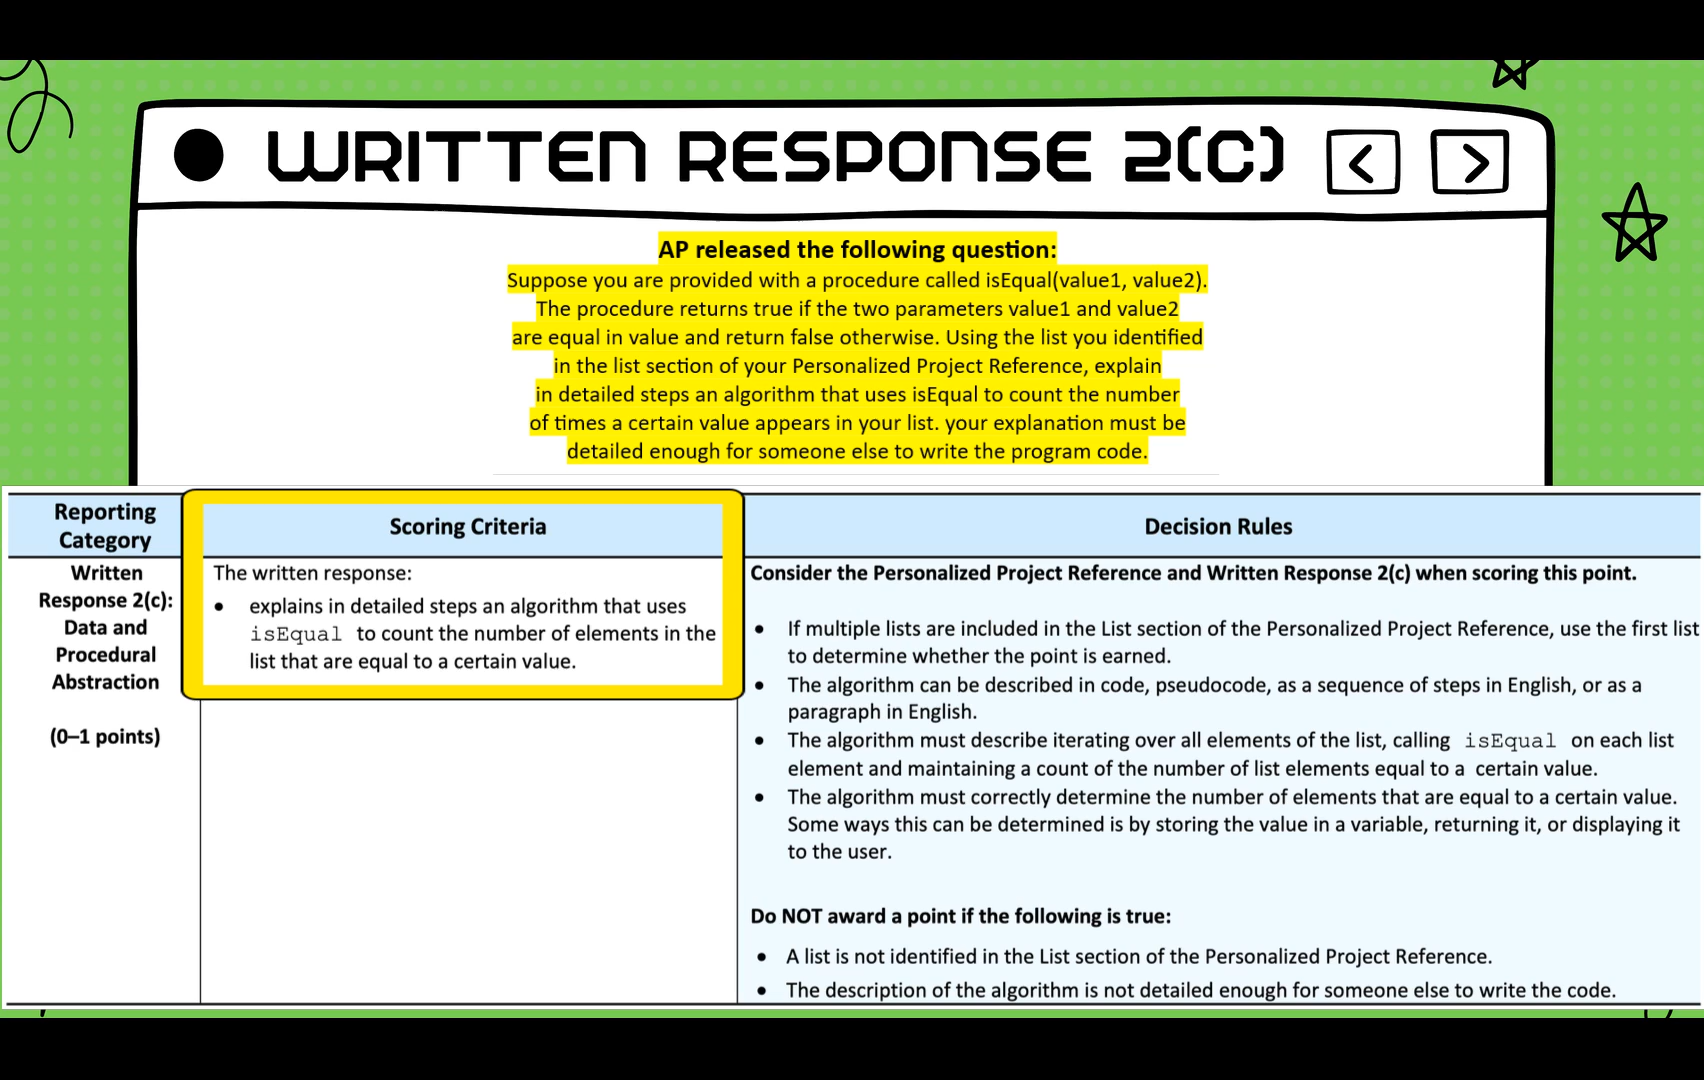 WRITTEN RESPONSE 2(C)
AP released the following question:
Suppose you are provided with a procedure called isEqual(value1, value2).
The procedure returns true if the two parameters value1 and value2
are equal in value and return false otherwise. Using the list you identified
in the list section of your Personalized Project Reference, explain
in detailed steps an algorithm that uses isEqual to count the number
of times a certain value appears in your list. your explanation must be
detailed enough for someone else to write the program code.
Reporting
Category
Scoring Criteria
Decision Rules
Written
Response 2(c):
Data and
Procedural
Abstraction
(0–1 points)
The written response:
• explains in detailed steps an algorithm that uses
isEqual to count the number of elements in the
list that are equal to a certain value.
Consider the Personalized Project Reference and Written Response 2(c) when scoring this point.
• If multiple lists are included in the List section of the Personalized Project Reference, use the first list
to determine whether the point is earned.
• The algorithm can be described in code, pseudocode, as a sequence of steps in English, or as a
paragraph in English.
• The algorithm must describe iterating over all elements of the list, calling isEqual on each list
element and maintaining a count of the number of list elements equal to a certain value.
• The algorithm must correctly determine the number of elements that are equal to a certain value.
Some ways this can be determined is by storing the value in a variable, returning it, or displaying it
to the user.
Do NOT award a point if the following is true:
• A list is not identified in the List section of the Personalized Project Reference.
• The description of the algorithm is not detailed enough for someone else to write the code.